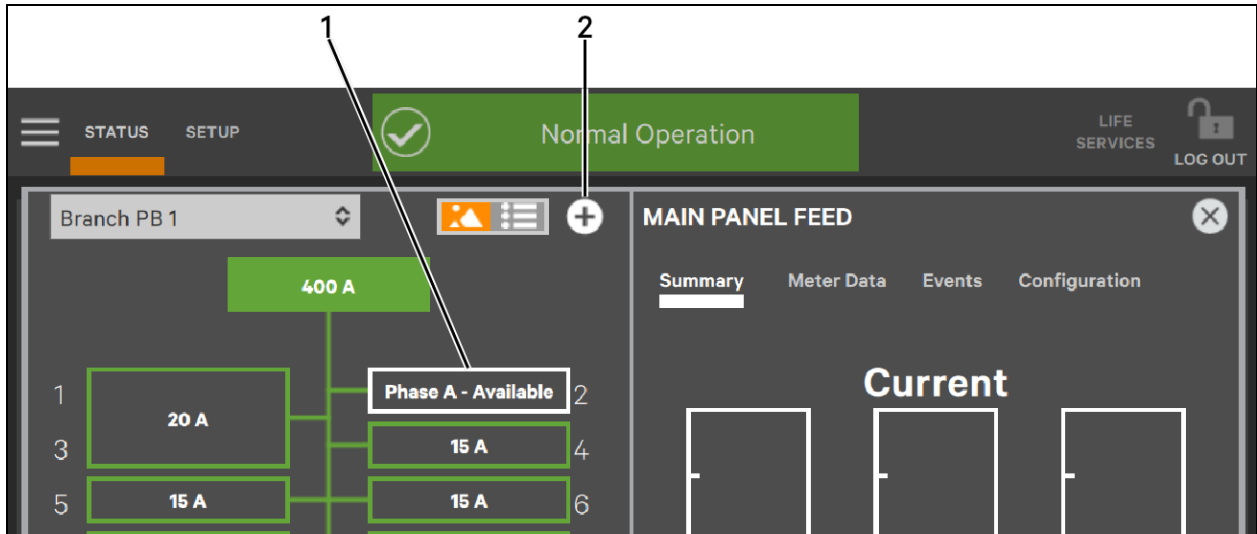 1
2
STATUS SETUP
Normal Operation
LIFE
SERVICES
LOG OUT
Branch PB 1
400 A
1
20 A
3
5
15 A
Phase A - Available
2
15 A
4
15 A
6
MAIN PANEL FEED
Summary Meter Data Events Configuration
Current